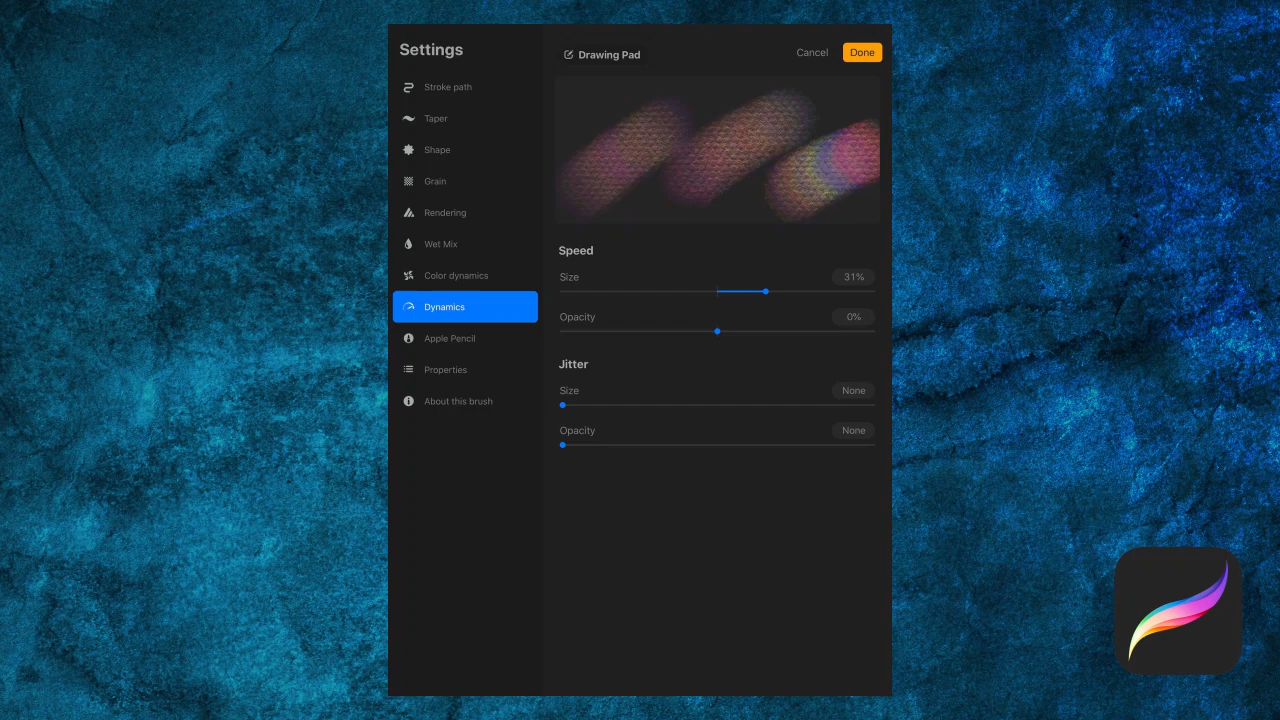 Settings
Stroke path
Taper
Shape
Grain
Rendering
Wet Mix
Color dynamics
Dynamics
Apple Pencil
Properties
About this brush
Drawing Pad
Cancel
Done
Speed
Size 31%
Opacity 0%
Jitter
Size None
Opacity None